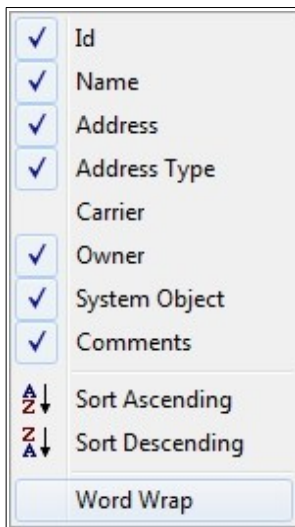 Id
Name
Address
Address Type
Carrier
Owner
System Object
Comments
A Z Sort Ascending
Z A Sort Descending
Word Wrap